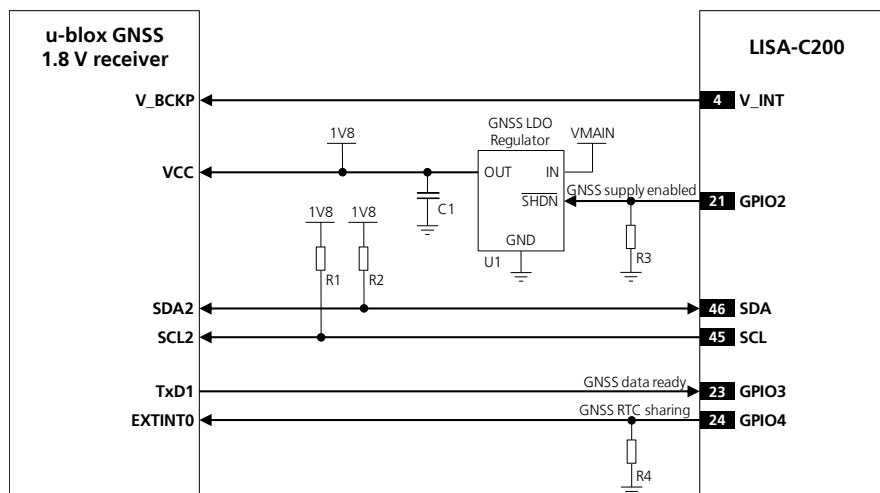 u-blox GNSS
1.8 V receiver
LISA-C200
V_BCKP
4
V_INT
GNSS LDO
Regulator
VMAIN
1V8
VCC
OUT
IN
C1
SHDN
GNSS supply enabled
21
GPIO2
GND
U1
R3
1V8
1V8
R1
R2
SDA2
46
SDA
SCL2
45
SCL
TxD1
GNSS data ready
23
GPIO3
EXTINT0
GNSS RTC sharing
24
GPIO4
R4